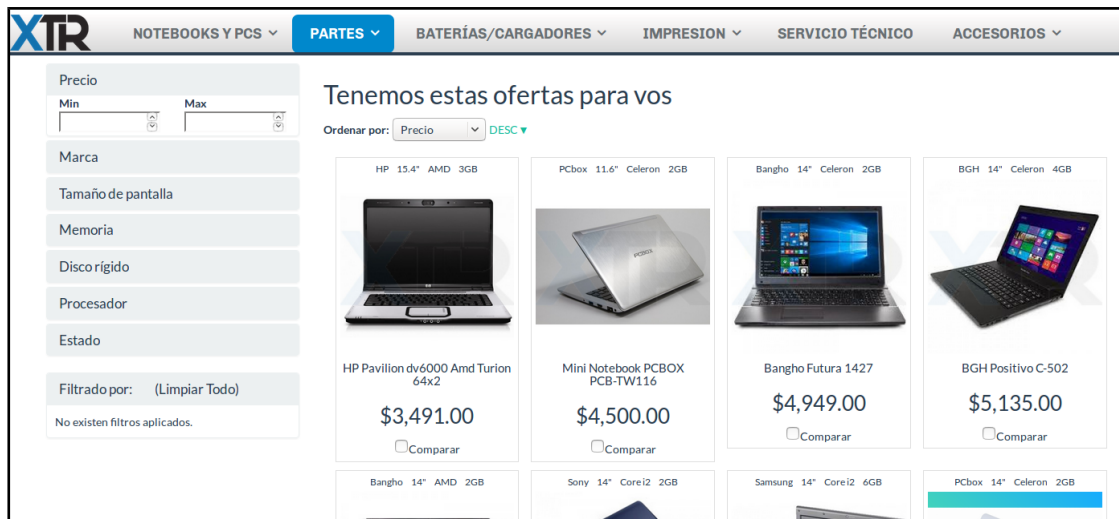 XTR
NOTEBOOKS Y PCS
PARTES
BATERÍAS/CARGADORES
IMPRESION
SERVICIO TÉCNICO
ACCESORIOS
Precio
Min Max
Marca
Tamaño de pantalla
Memoria
Disco rígido
Procesador
Estado
Filtrado por: (Limpiar Todo)
No existen filtros aplicados.
Tenemos estas ofertas para vos
Ordenar por: Precio DESC ▼
HP 15.4" AMD 3GB
HP Pavilion dv6000 Amd Turion
64x2
$3,491.00
Comparar
PCbox 11.6" Celeron 2GB
PCBOX
Mini Notebook PCBOX
PCB-TW116
$4,500.00
Comparar
Bangho 14" Celeron 2GB
Bangho Futura 1427
$4,949.00
Comparar
BGH 14" Celeron 4GB
BGH Positivo C-502
$5,135.00
Comparar
Bangho 14" AMD 2GB
Sony 14" Core i2 2GB
Samsung 14" Core i2 6GB
PCbox 14" Celeron 2GB